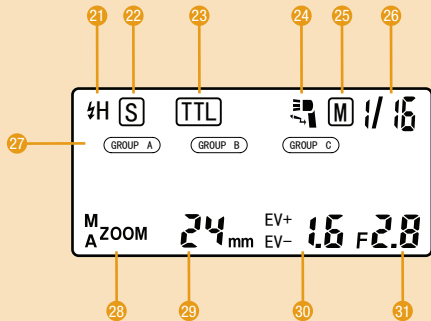 21 22 23 24 25 26
H S TTL M 1/16
27 GROUP A GROUP B GROUP C
M A ZOOM 24 mm EV+ EV− 1.6 F2.8
28 29 30 31